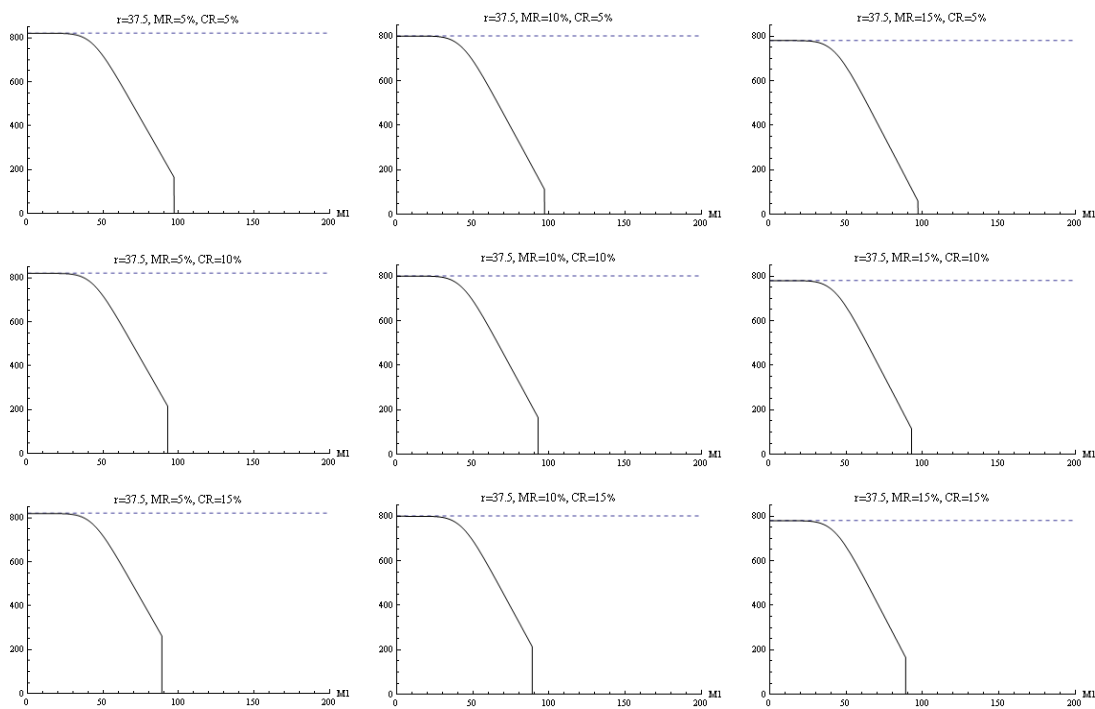 r=37.5, MR=5%, CR=5%
800
600
400
200
0
0 50 100 150 200 M1
r=37.5, MR=10%, CR=5%
800
600
400
200
0
0 50 100 150 200 M1
r=37.5, MR=15%, CR=5%
800
600
400
200
0
0 50 100 150 200 M1
r=37.5, MR=5%, CR=10%
800
600
400
200
0
0 50 100 150 200 M1
r=37.5, MR=10%, CR=10%
800
600
400
200
0
0 50 100 150 200 M1
r=37.5, MR=15%, CR=10%
800
600
400
200
0
0 50 100 150 200 M1
r=37.5, MR=5%, CR=15%
800
600
400
200
0
0 50 100 150 200 M1
r=37.5, MR=10%, CR=15%
800
600
400
200
0
0 50 100 150 200 M1
r=37.5, MR=15%, CR=15%
800
600
400
200
0
0 50 100 150 200 M1